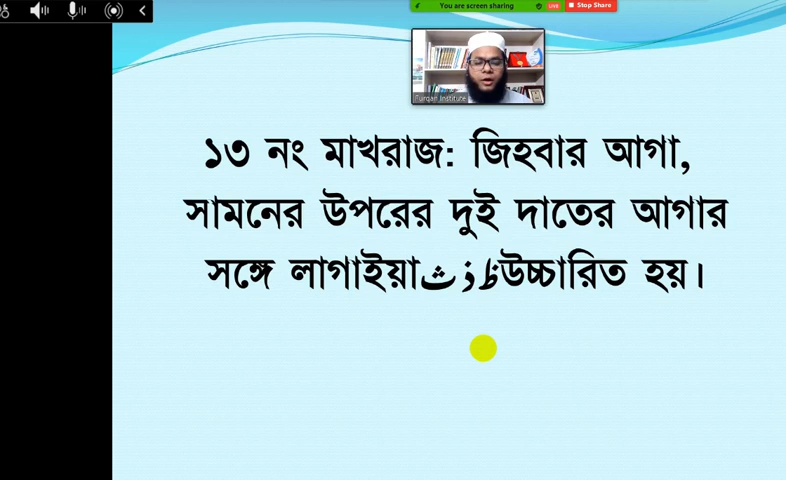 You are screen sharing
LIVE
Stop Share
Furqan Institute
১৩ নং মাখরাজ: জিহবার আগা,
সামনের উপরের দুই দাতের আগার
সঙ্গে লাগাইয়া ظ ذ ث উচ্চারিত হয়।